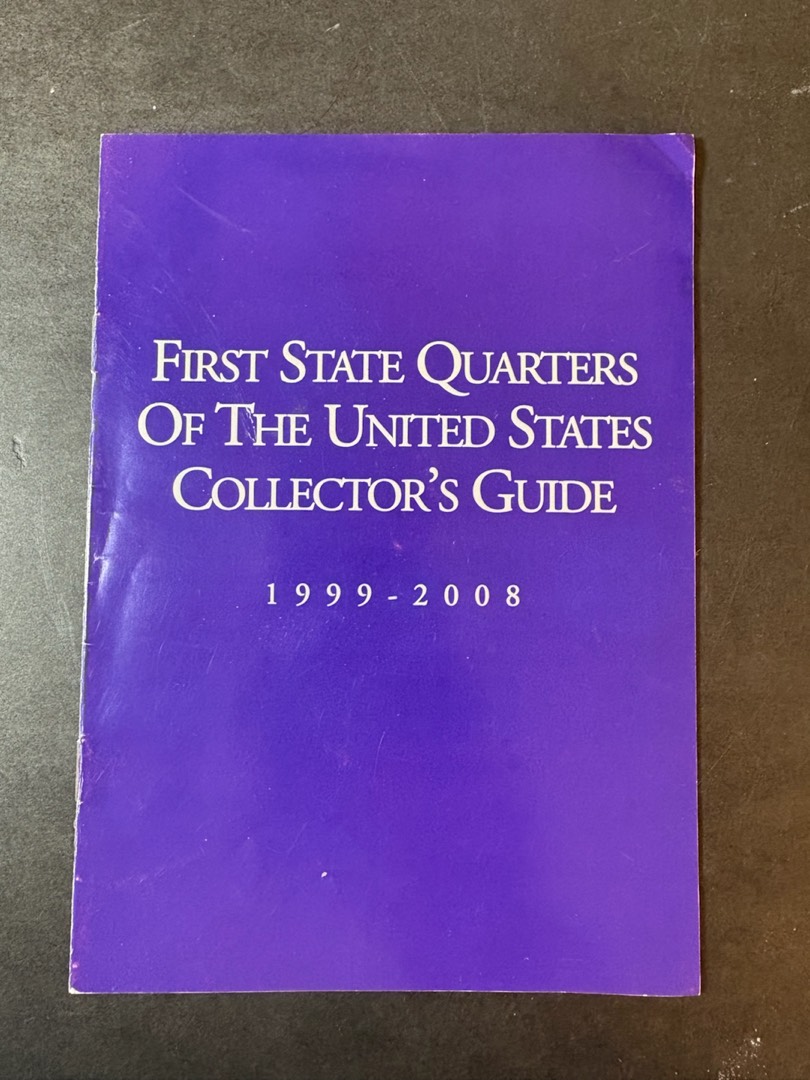 First State Quarters
Of The United States
Collector's Guide
1999-2008